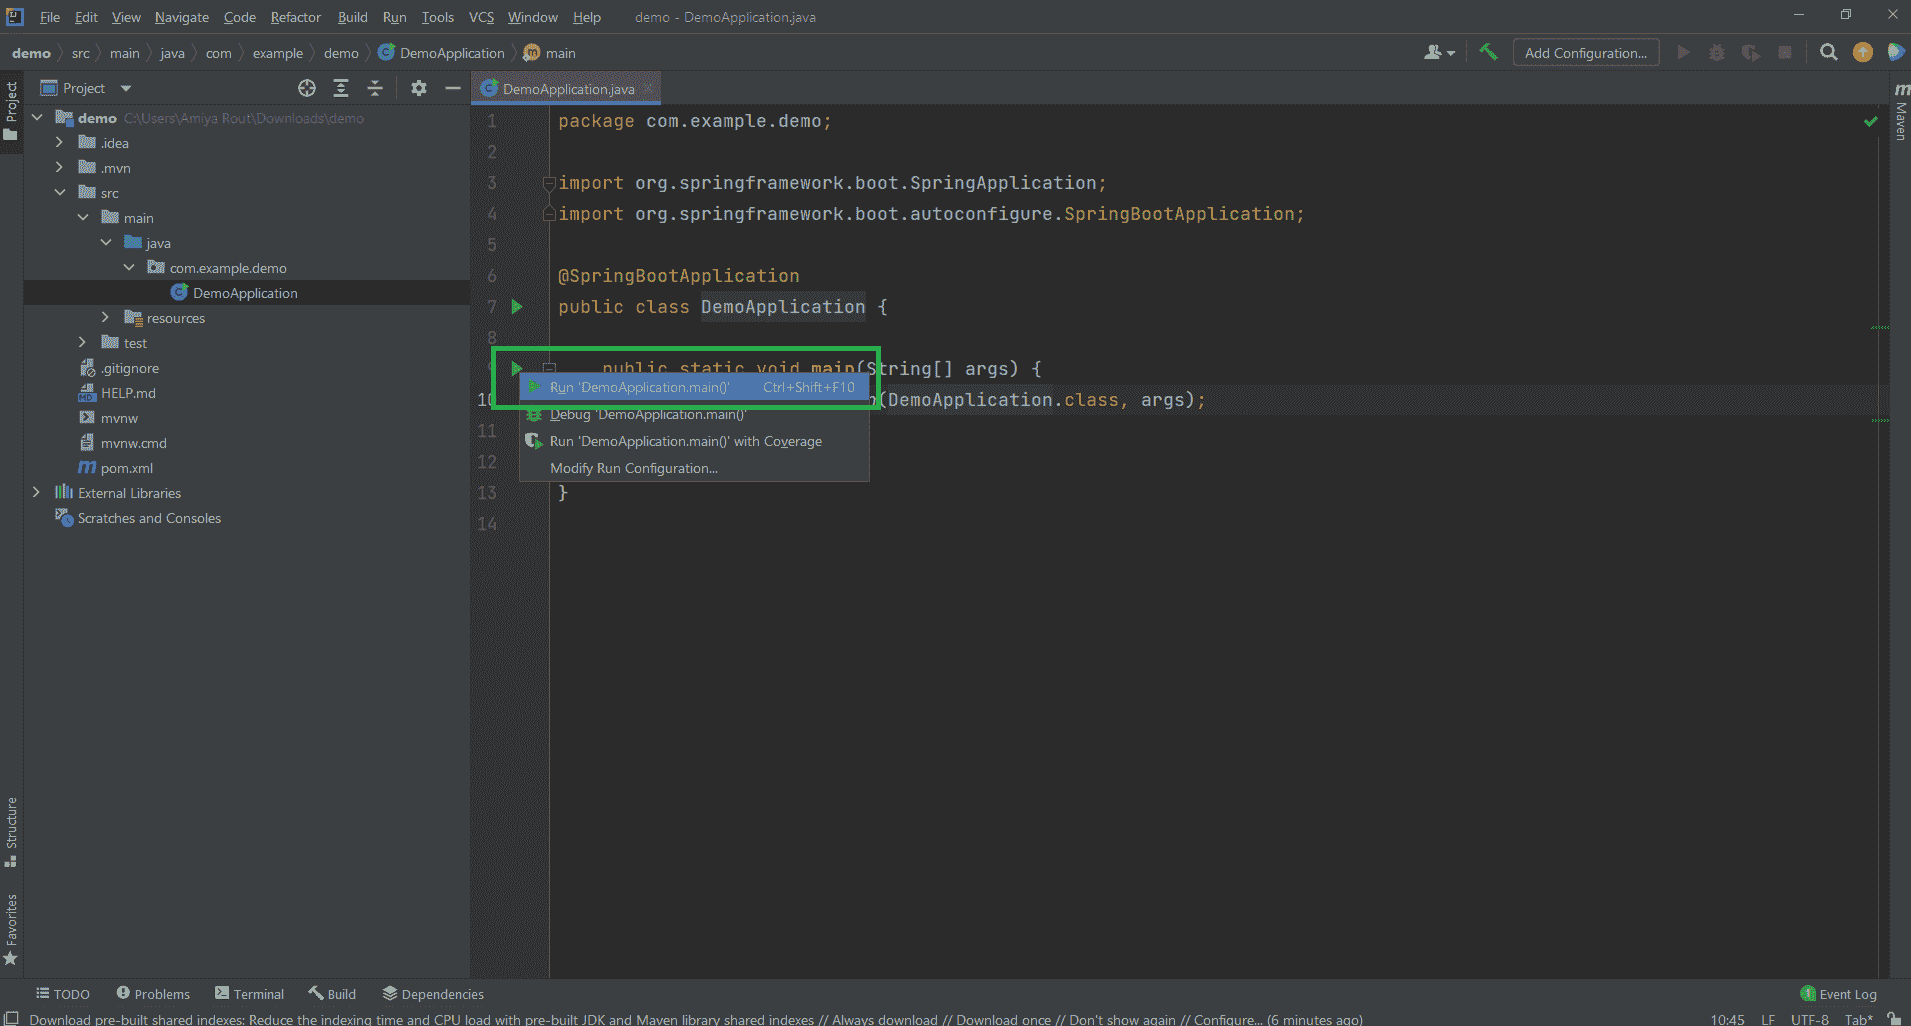 File Edit View Navigate Code Refactor Build Run Tools VCS Window Help demo - DemoApplication.java
demo src main java com example demo DemoApplication main
Add Configuration...
Project
DemoApplication.java
Project
Maven
demo C:\Users\Amiya Rout\Downloads\demo
.idea
.mvn
src
main
java
com.example.demo
DemoApplication
resources
test
.gitignore
HELP.md
mvnw
mvnw.cmd
pom.xml
External Libraries
Scratches and Consoles
1 package com.example.demo;
2
3 import org.springframework.boot.SpringApplication;
4 import org.springframework.boot.autoconfigure.SpringBootApplication;
5
6 @SpringBootApplication
7 public class DemoApplication {
8
9 public static void main(String[] args) {
10 (DemoApplication.class, args);
11
12
13 }
14
Run 'DemoApplication.main()' Ctrl+Shift+F10
Debug 'DemoApplication.main()'
Run 'DemoApplication.main()' with Coverage
Modify Run Configuration...
Structure
Favorites
TODO Problems Terminal Build Dependencies Event Log
Download pre-built shared indexes: Reduce the indexing time and CPU load with pre-built JDK and Maven library shared indexes // Always download // Download once // Don't show again // Configure... (6 minutes ago) 10:45 LF UTF-8 Tab*